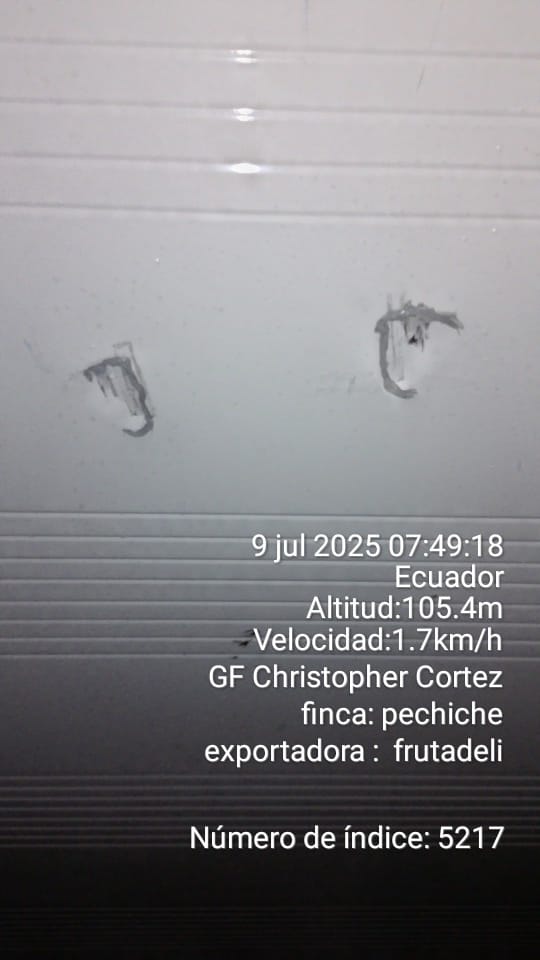 9 jul 2025 07:49:18
Ecuador
Altitud:105.4m
Velocidad:1.7km/h
GF Christopher Cortez
finca: pechiche
exportadora : frutadeli
Número de índice: 5217